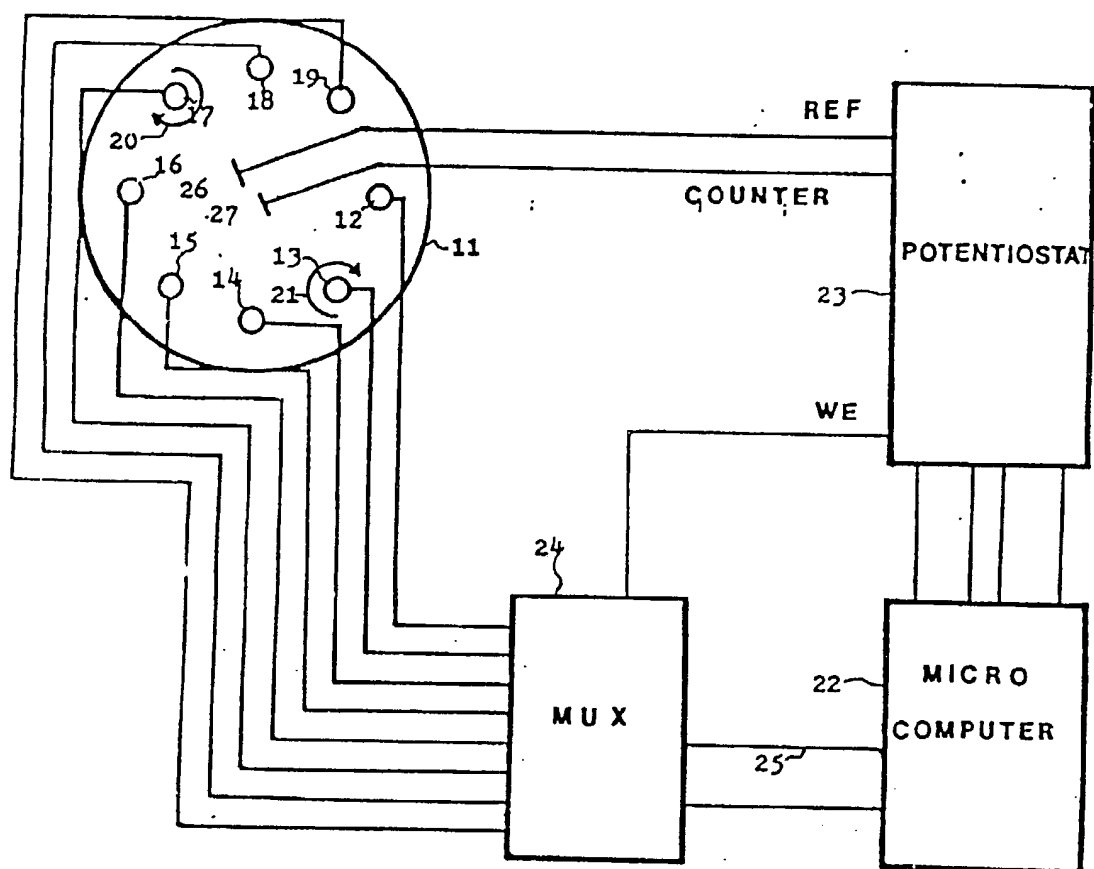 19
18
17
REF
20
16
26
COUNTER
12
27
11
15
13
POTENTIOSTAT
14
21
23
WE
24
22
MICRO
MUX
COMPUTER
25